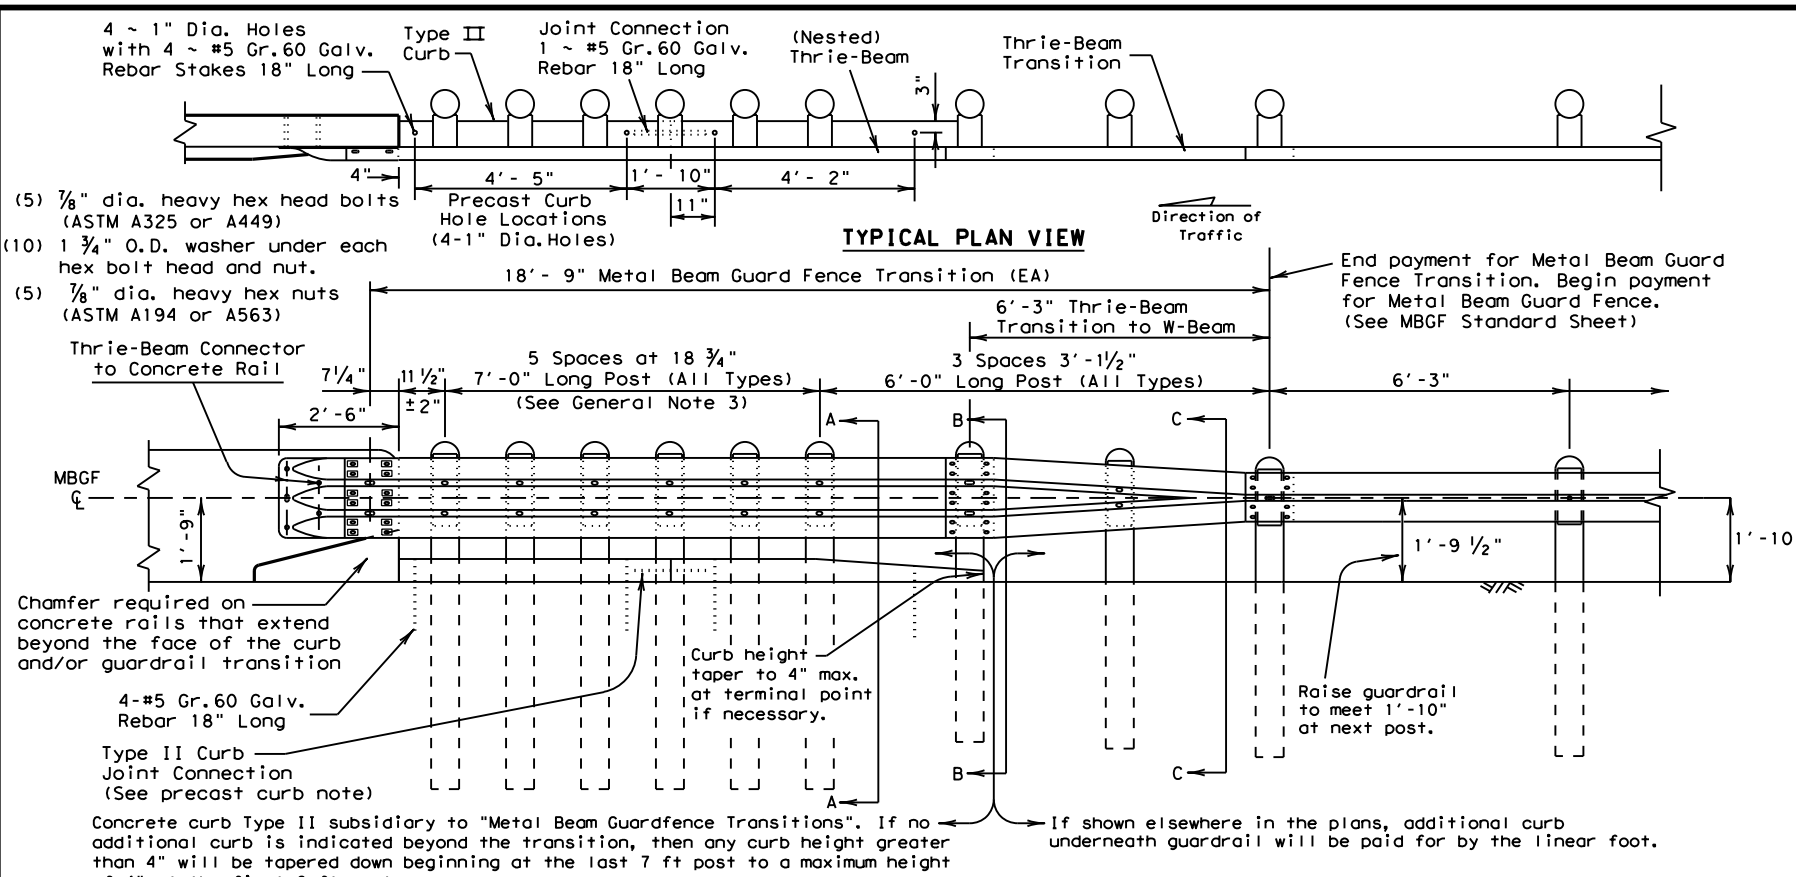 4 ~ 1" Dia. Holes
with 4 ~ #5 Gr.60 Galv.
Rebar Stakes 18" Long
Type II
Curb
Joint Connection
1 ~ #5 Gr.60 Galv.
Rebar 18" Long
(Nested)
Thrie-Beam
Thrie-Beam
Transition
3"
4"
4'- 5"
1'- 10"
4'- 2"
11"
Precast Curb
Hole Locations
(4-1" Dia.Holes)
(5) 7/8" dia. heavy hex head bolts
(ASTM A325 or A449)
(10) 1 3/4" O.D. washer under each
hex bolt head and nut.
(5) 7/8" dia. heavy hex nuts
(ASTM A194 or A563)
TYPICAL PLAN VIEW
Direction of
Traffic
18'- 9" Metal Beam Guard Fence Transition (EA)
End payment for Metal Beam Guard
Fence Transition. Begin payment
for Metal Beam Guard Fence.
(See MBGF Standard Sheet)
6'-3" Thrie-Beam
Transition to W-Beam
Thrie-Beam Connector
to Concrete Rail
7 1/4"
11 1/2"
±2"
5 Spaces at 18 3/4"
7'-0" Long Post (All Types)
(See General Note 3)
3 Spaces 3'-1 1/2"
6'-0" Long Post (All Types)
6'-3"
2'-6"
A
B
C
MBGF
CL
1'-9"
1'-9 1/2"
1'-10
Chamfer required on
concrete rails that extend
beyond the face of the curb
and/or guardrail transition
4-#5 Gr.60 Galv.
Rebar 18" Long
Curb height
taper to 4" max.
at terminal point
if necessary.
Raise guardrail
to meet 1'-10"
at next post.
Type II Curb
Joint Connection
(See precast curb note)
A
B
C
Concrete curb Type II subsidiary to "Metal Beam Guardfence Transitions". If no
additional curb is indicated beyond the transition, then any curb height greater
than 4" will be tapered down beginning at the last 7 ft post to a maximum height
If shown elsewhere in the plans, additional curb
underneath guardrail will be paid for by the linear foot.